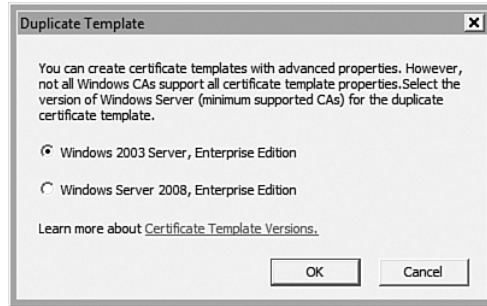 Duplicate Template
You can create certificate templates with advanced properties. However,
not all Windows CAs support all certificate template properties.Select the
version of Windows Server (minimum supported CAs) for the duplicate
certificate template.
Windows 2003 Server, Enterprise Edition
Windows Server 2008, Enterprise Edition
Learn more about Certificate Template Versions.
OK Cancel